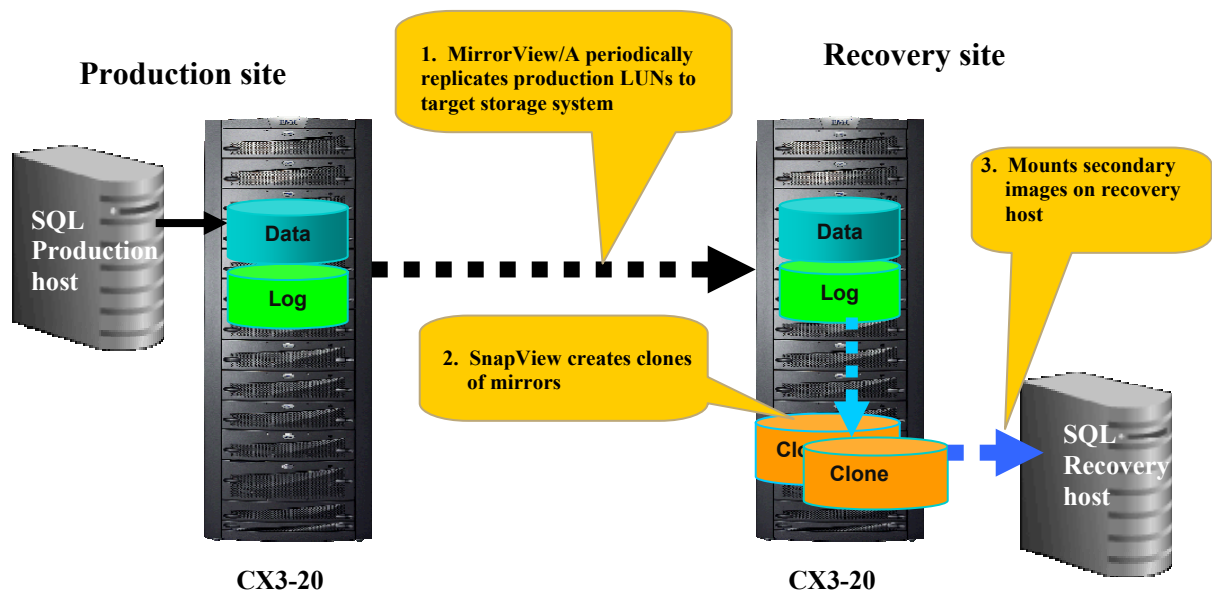 Production site
1. MirrorView/A periodically
replicates production LUNs to
target storage system
Recovery site
3. Mounts secondary
images on recovery
host
SQL
Production
host
Data
Log
Data
Log
2. SnapView creates clones
of mirrors
Clone
SQL
Recovery
host
CX3-20
CX3-20